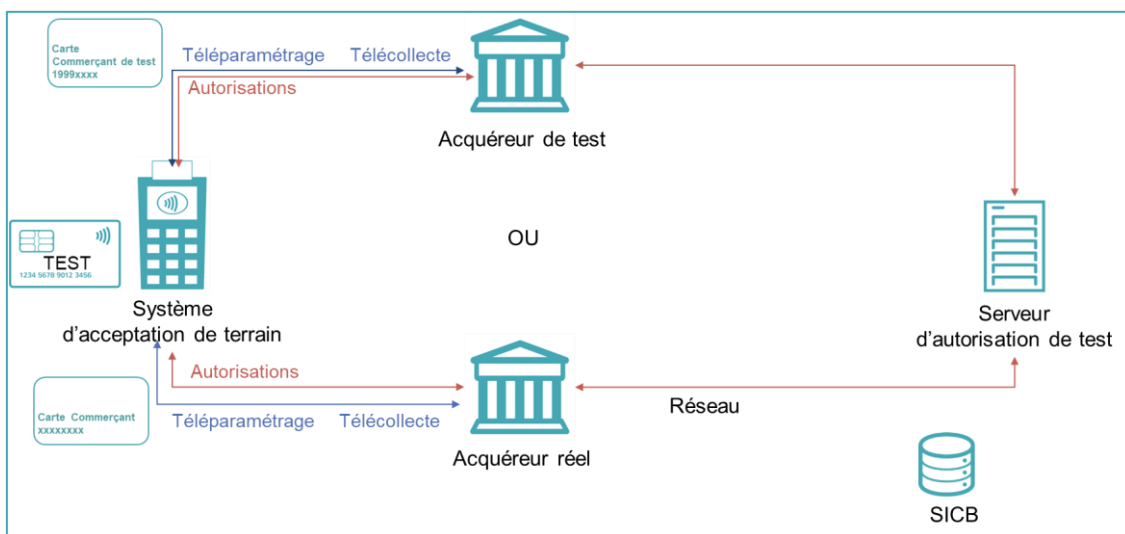 Carte
Commerçant de test
1999xxxx
Téléparamétrage Télécollecte
Autorisations
Acquéreur de test
OU
TEST
1234 5678 9012 3456
Système
d'acceptation de terrain
Serveur
d'autorisation de test
Autorisations
Carte Commerçant
xxxxxxxx
Téléparamétrage Télécollecte
Réseau
Acquéreur réel
SICB